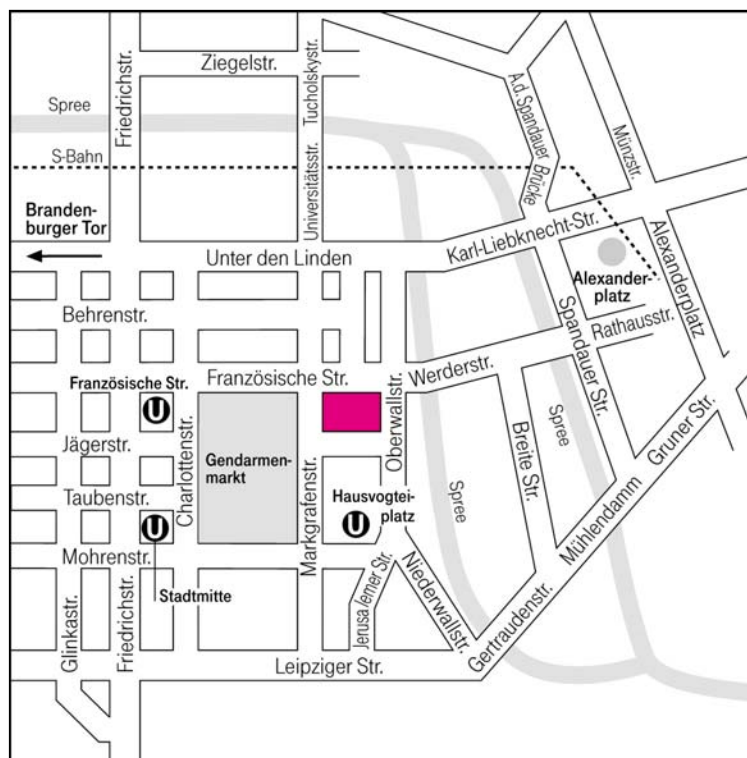 Ziegelstr.
Friedrichstr.
Tucholskystr.
A.d.Spandauer
Brücke
Münzstr.
Spree
S-Bahn
Universitätsstr.
Branden-
burger Tor
Karl-Liebknecht-Str.
Unter den Linden
Alexander-
platz
Alexanderplatz
Behrenstr.
Spandauer Str.
Rathausstr.
Französische Str.
Französische Str.
Werderstr.
U
Oberwallstr.
Charlottenstr.
Gendarmen-
markt
Jägerstr.
Breite Str.
Spree
Gruner Str.
Spree
Taubenstr.
Markgrafenstr.
Hausvogtei-
platz
U
U
Mühlendamm
Mohrenstr.
Stadtmitte
Jerusalemer Str.
Niederwallstr.
Glinkastr.
Friedrichstr.
Gertraudenstr.
Leipziger Str.